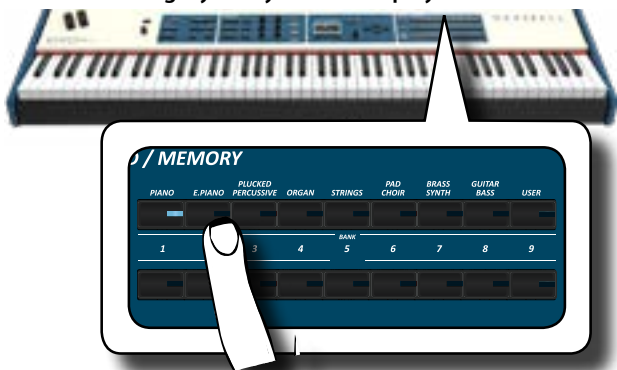 / MEMORY
PIANO
E.PIANO
PLUCKED
PERCUSSIVE
ORGAN
STRINGS
PAD
CHOIR
BRASS
SYNTH
GUITAR
BASS
USER
BANK
1 3 4 5 6 7 8 9